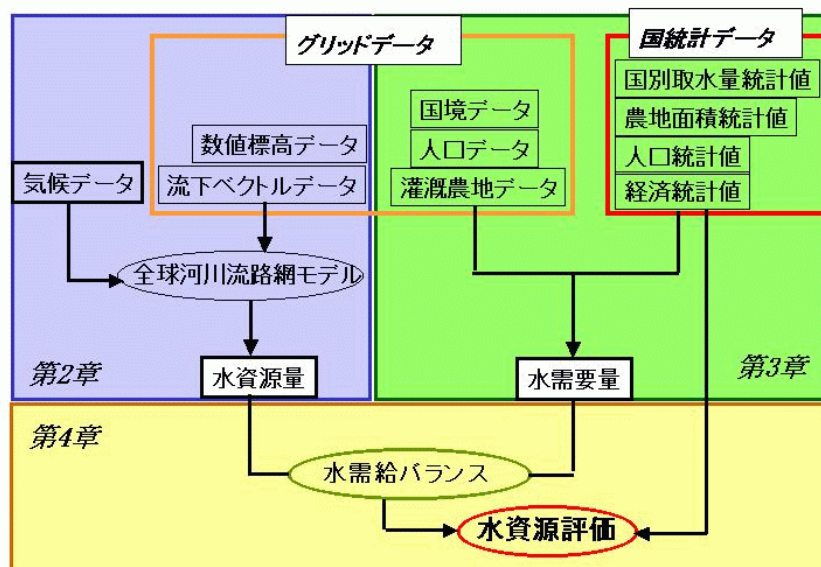 グリッドデータ
国統計データ
国別取水量統計値
農地面積統計値
人口統計値
経済統計値
国境データ
人口データ
灌漑農地データ
数値標高データ
流下ベクトルデータ
気候データ
全球河川流路網モデル
第2章
水資源量
水需要量
第3章
第4章
水需給バランス
水資源評価